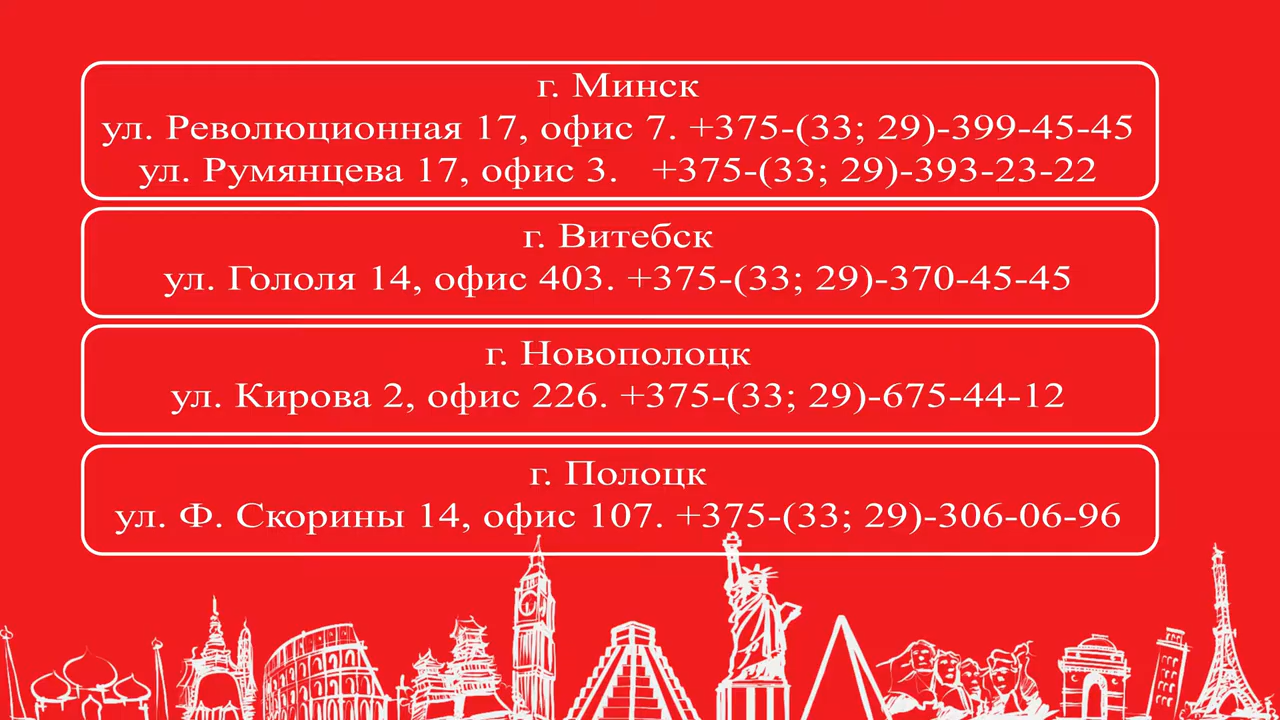 г. Минск
ул. Революционная 17, офис 7. +375-(33; 29)-399-45-45
ул. Румянцева 17, офис 3. +375-(33; 29)-393-23-22
г. Витебск
ул. Гололя 14, офис 403. +375-(33; 29)-370-45-45
г. Новополоцк
ул. Кирова 2, офис 226. +375-(33; 29)-675-44-12
г. Полоцк
ул. Ф. Скорины 14, офис 107. +375-(33; 29)-306-06-96